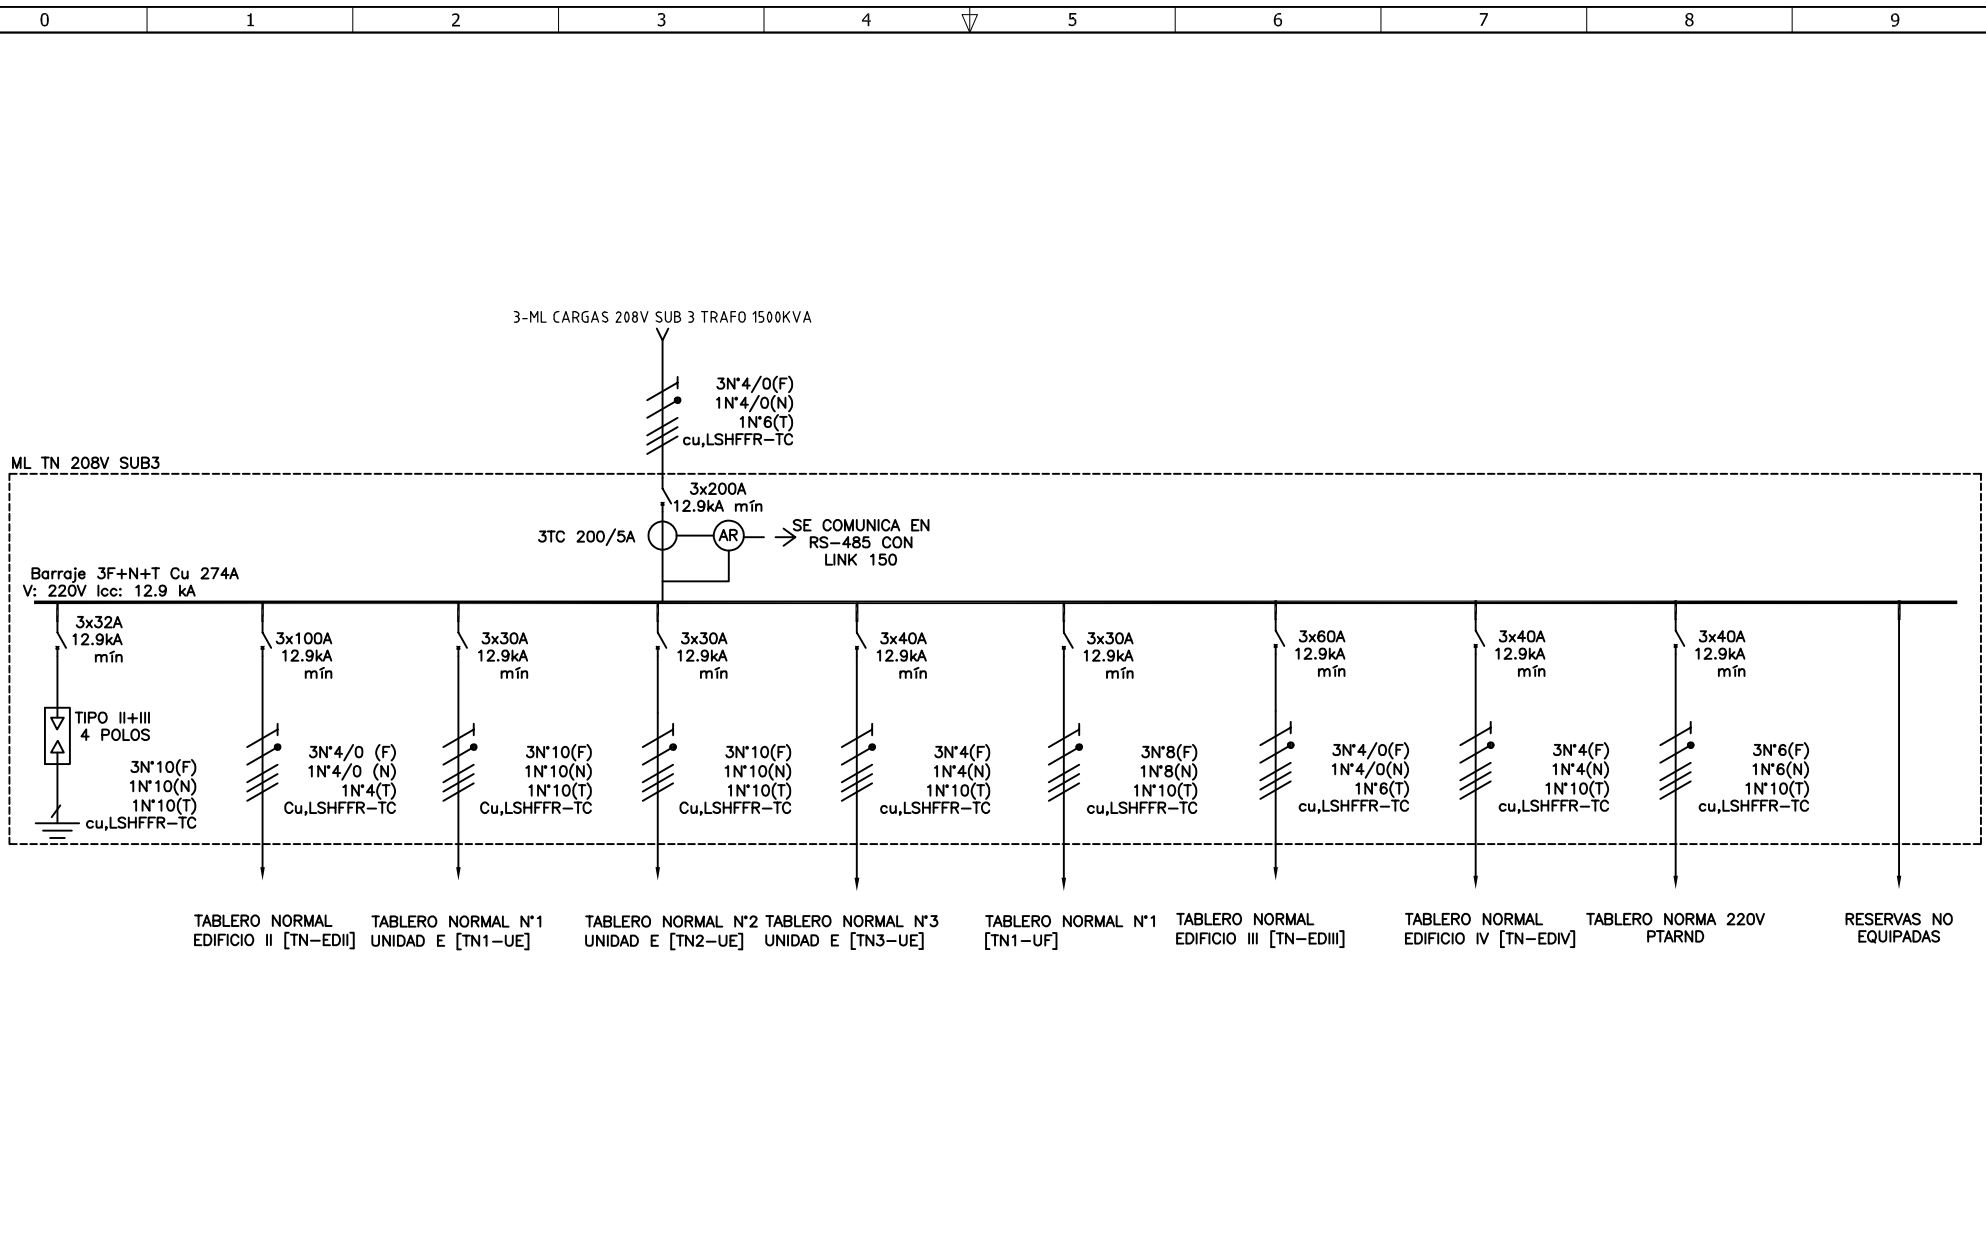 0 1 2 3 4 5 6 7 8 9
3-ML CARGAS 208V SUB 3 TRAFO 1500KVA
3N°4/0(F)
1N°4/0(N)
1N°6(T)
cu,LSHFFR-TC
ML TN 208V SUB3
3x200A
12.9kA mín
3TC 200/5A
AR
SE COMUNICA EN
RS-485 CON
LINK 150
Barraje 3F+N+T Cu 274A
V: 220V Icc: 12.9 kA
3x32A
12.9kA
mín
TIPO II+III
4 POLOS
3N°10(F)
1N°10(N)
1N°10(T)
cu,LSHFFR-TC
3x100A
12.9kA
mín
3N°4/0 (F)
1N°4/0 (N)
1N°4(T)
Cu,LSHFFR-TC
TABLERO NORMAL
EDIFICIO II [TN-EDII]
3x30A
12.9kA
mín
3N°10(F)
1N°10(N)
1N°10(T)
Cu,LSHFFR-TC
TABLERO NORMAL N°1
UNIDAD E [TN1-UE]
3x30A
12.9kA
mín
3N°10(F)
1N°10(N)
1N°10(T)
Cu,LSHFFR-TC
TABLERO NORMAL N°2
UNIDAD E [TN2-UE]
3x40A
12.9kA
mín
3N°4(F)
1N°4(N)
1N°10(T)
cu,LSHFFR-TC
TABLERO NORMAL N°3
UNIDAD E [TN3-UE]
3x30A
12.9kA
mín
3N°8(F)
1N°8(N)
1N°10(T)
cu,LSHFFR-TC
TABLERO NORMAL N°1
[TN1-UF]
3x60A
12.9kA
mín
3N°4/0(F)
1N°4/0(N)
1N°6(T)
cu,LSHFFR-TC
TABLERO NORMAL
EDIFICIO III [TN-EDIII]
3x40A
12.9kA
mín
3N°4(F)
1N°4(N)
1N°10(T)
cu,LSHFFR-TC
TABLERO NORMAL
EDIFICIO IV [TN-EDIV]
3x40A
12.9kA
mín
3N°6(F)
1N°6(N)
1N°10(T)
cu,LSHFFR-TC
TABLERO NORMA 220V
PTARND
RESERVAS NO
EQUIPADAS